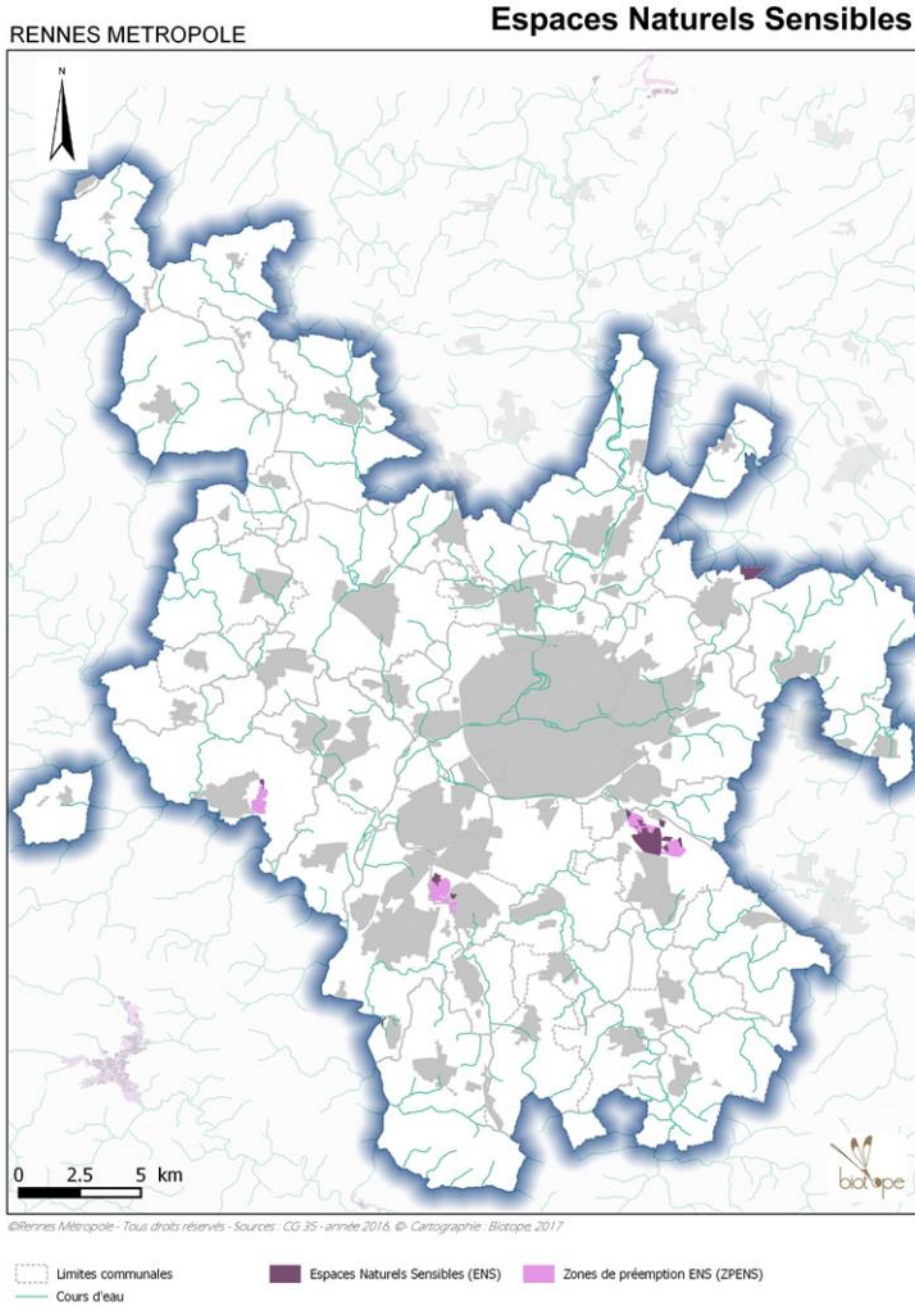 Espaces Naturels Sensibles
RENNES METROPOLE
N
0 2.5 5 km
biotope
©Rennes Métropole - Tous droits réservés - Sources : CG 35 - année 2016, ©- Cartographie : Biotope, 2017
Limites communales
Espaces Naturels Sensibles (ENS)
Zones de préemption ENS (ZPENS)
Cours d'eau